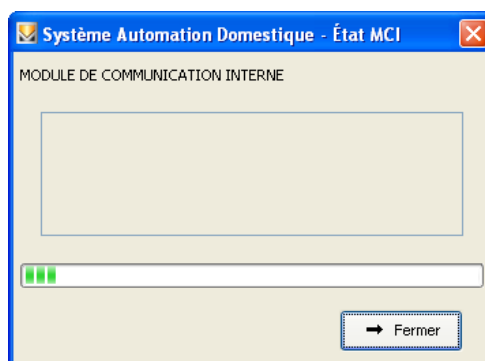 Système Automation Domestique - État MCI
MODULE DE COMMUNICATION INTERNE
Fermer